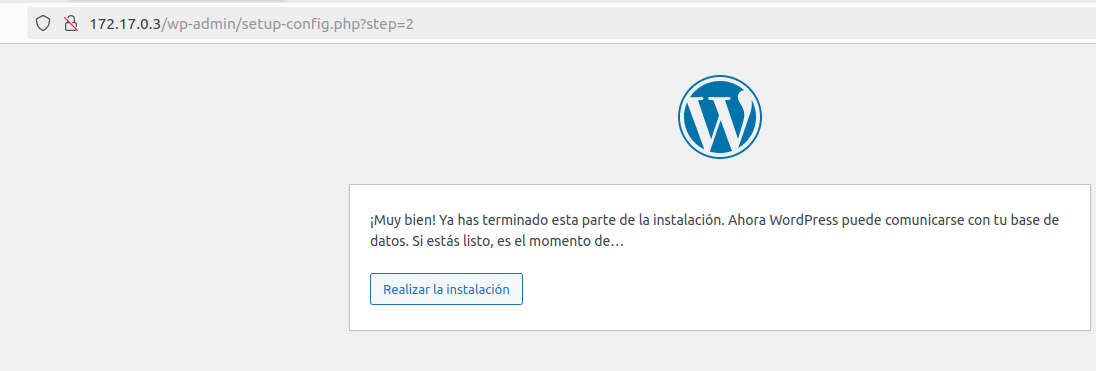 172.17.0.3/wp-admin/setup-config.php?step=2
W
¡Muy bien! Ya has terminado esta parte de la instalación. Ahora WordPress puede comunicarse con tu base de
datos. Si estás listo, es el momento de…
Realizar la instalación